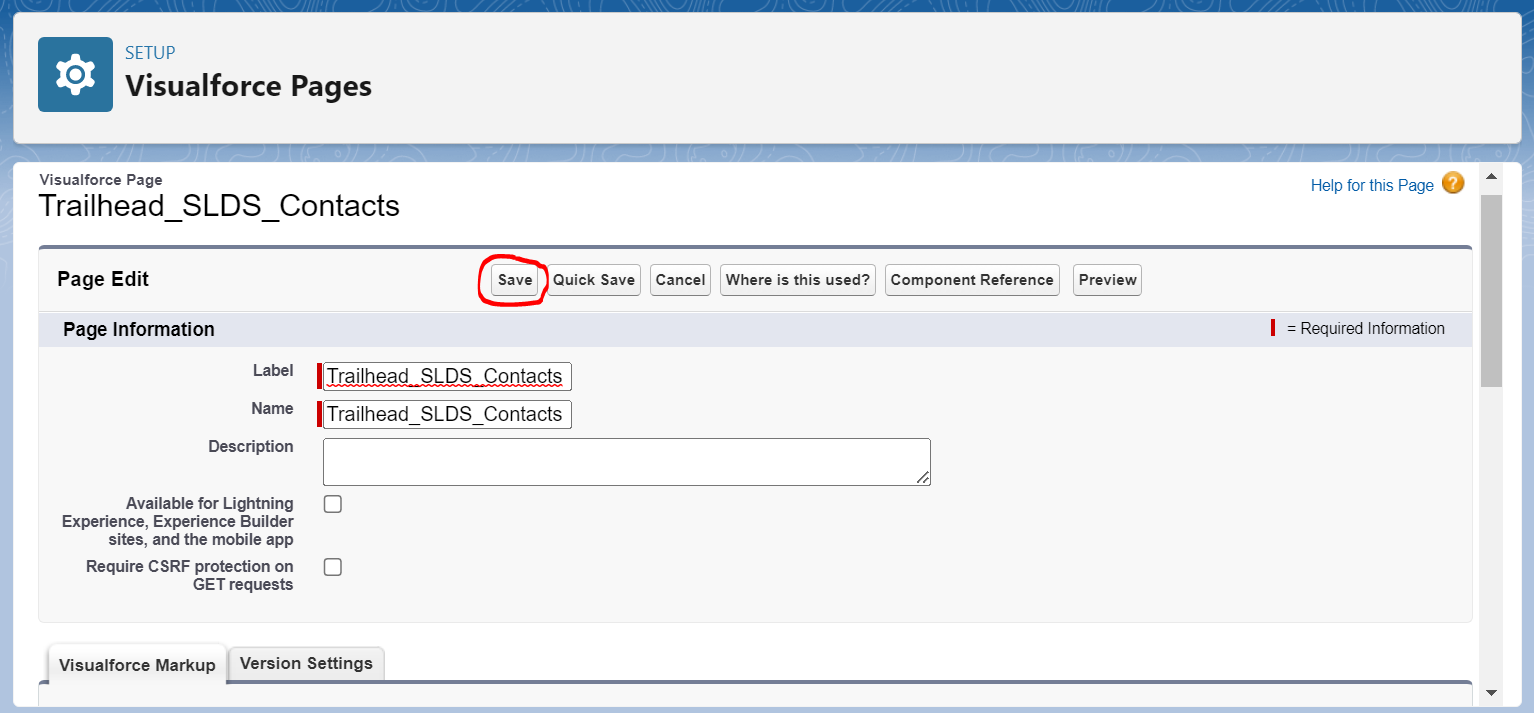 SETUP
Visualforce Pages
Visualforce Page
Trailhead_SLDS_Contacts
Help for this Page ?
Page Edit
Save Quick Save Cancel Where is this used? Component Reference Preview
Page Information
= Required Information
Label
Trailhead_SLDS_Contacts
Name
Trailhead_SLDS_Contacts
Description
Available for Lightning
Experience, Experience Builder
sites, and the mobile app
Require CSRF protection on
GET requests
Visualforce Markup Version Settings